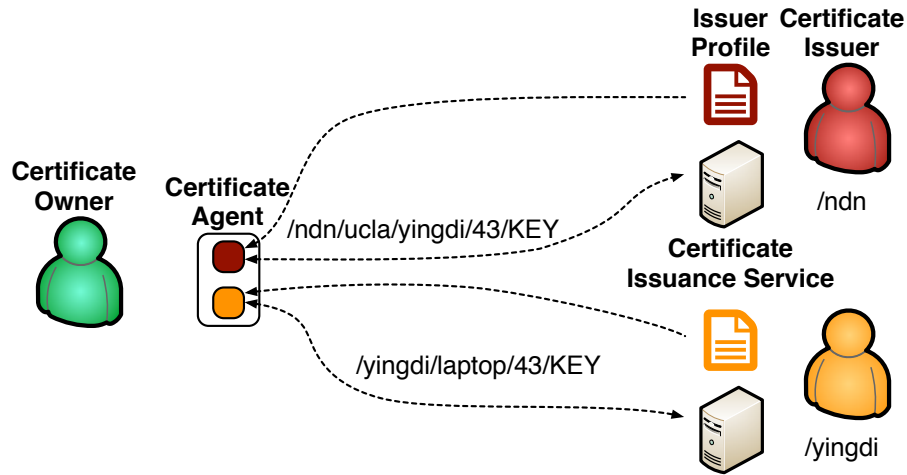 Issuer
Profile
Certificate
Issuer
Certificate
Owner
Certificate
Agent
/ndn/ucla/yingdi/43/KEY
/ndn
Certificate
Issuance Service
/yingdi/laptop/43/KEY
/yingdi